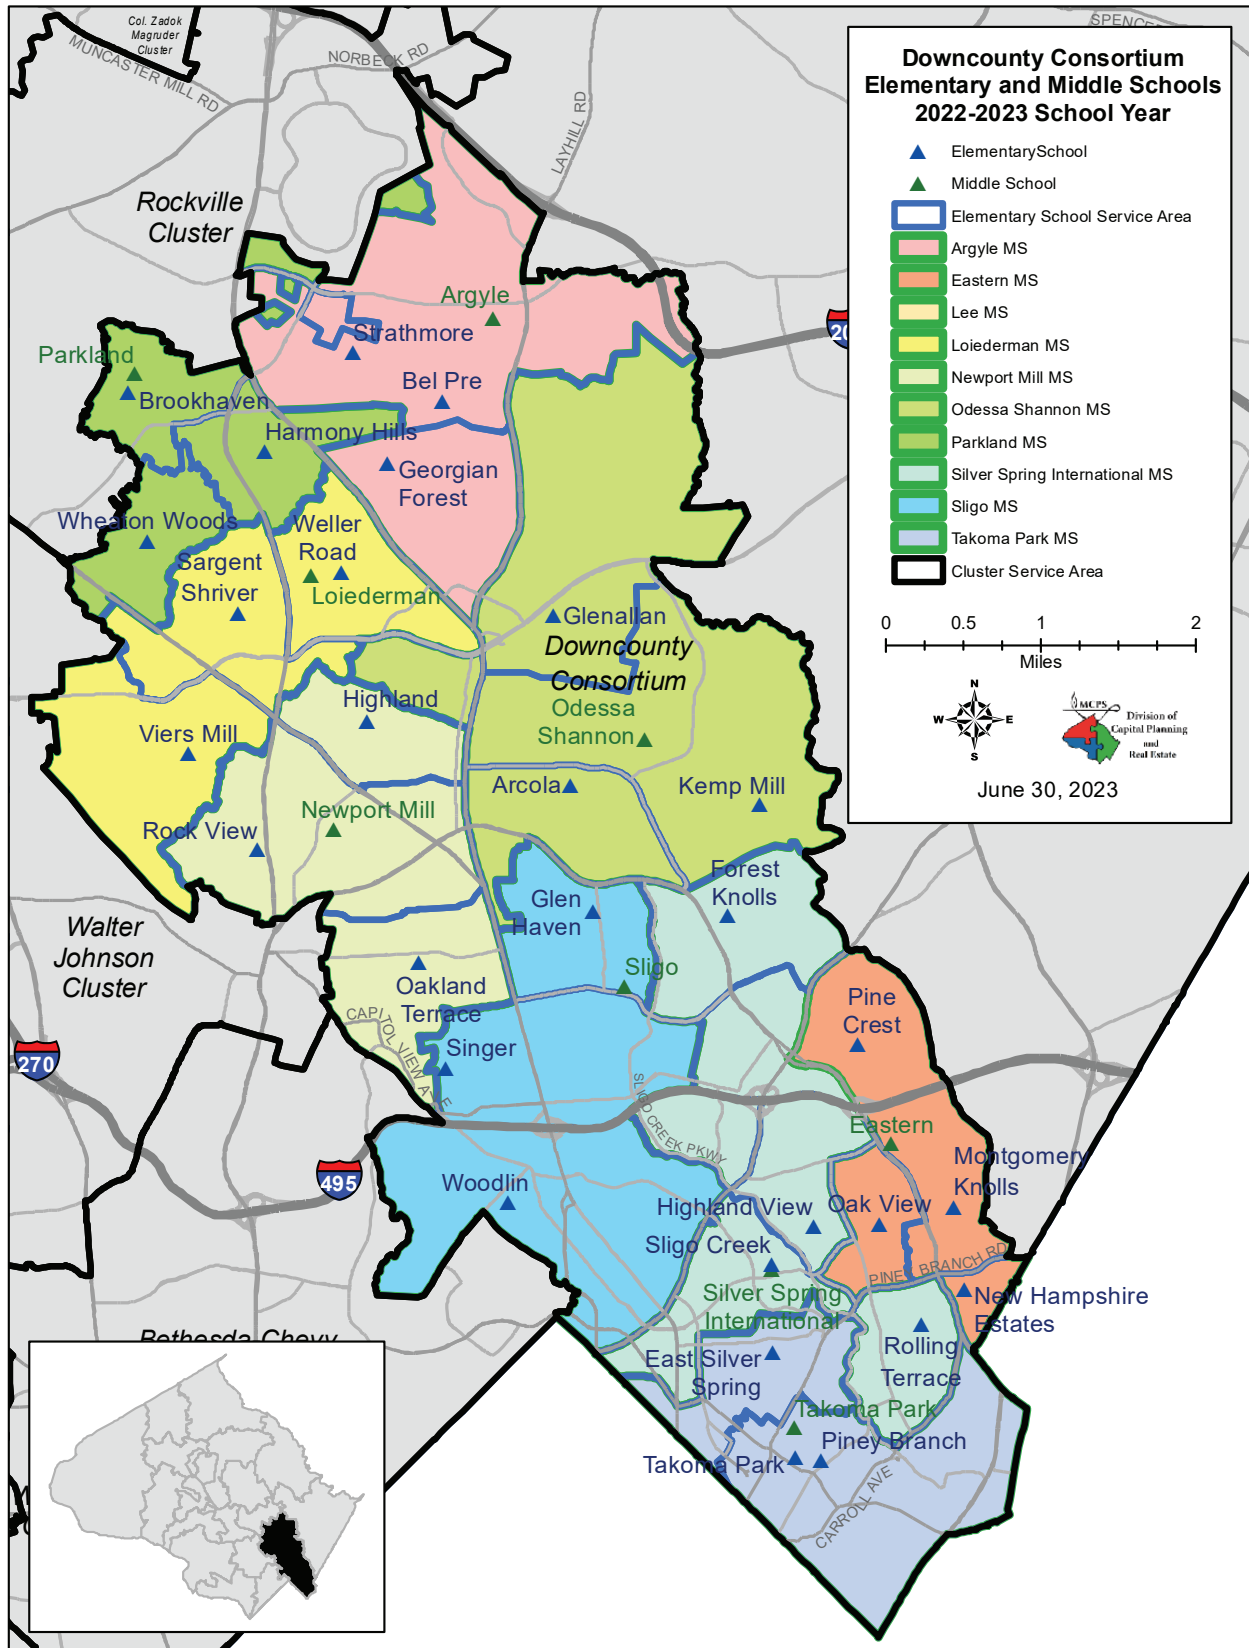 Col. Zadok
Magruder
Cluster
MUNCASTER MILL RD
NORBECK RD
LAYHILL RD
Rockville
Cluster
Argyle
Strathmore
Parkland
Brookhaven
Bel Pre
Harmony Hills
Georgian
Forest
Wheaton Woods
Weller
Road
Sargent
Shriver
Loiederman
Glenallan
Downcounty
Consortium
Highland
Odessa
Shannon
Viers Mill
Arcola
Kemp Mill
Newport Mill
Rock View
Forest
Knolls
Glen
Haven
Walter
Johnson
Cluster
Sligo
Oakland
Terrace
Pine
Crest
CAPITOL VIEW AVE
Singer
270
SLIGO CREEK PKWY
Eastern
Montgomery
Knolls
495
Woodlin
Highland View
Oak View
Sligo Creek
PINEY BRANCH RD
Silver Spring
International
New Hampshire
Estates
Bethesda-Chevy
Rolling
Terrace
East Silver
Spring
Takoma Park
Piney Branch
Takoma Park
CARROLL AVE
Downcounty Consortium
Elementary and Middle Schools
2022-2023 School Year
ElementarySchool
Middle School
Elementary School Service Area
Argyle MS
Eastern MS
Lee MS
Loiederman MS
Newport Mill MS
Odessa Shannon MS
Parkland MS
Silver Spring International MS
Sligo MS
Takoma Park MS
Cluster Service Area
0 0.5 1 2
Miles
N
W E
S
MCPS
Division of
Capital Planning
and
Real Estate
June 30, 2023